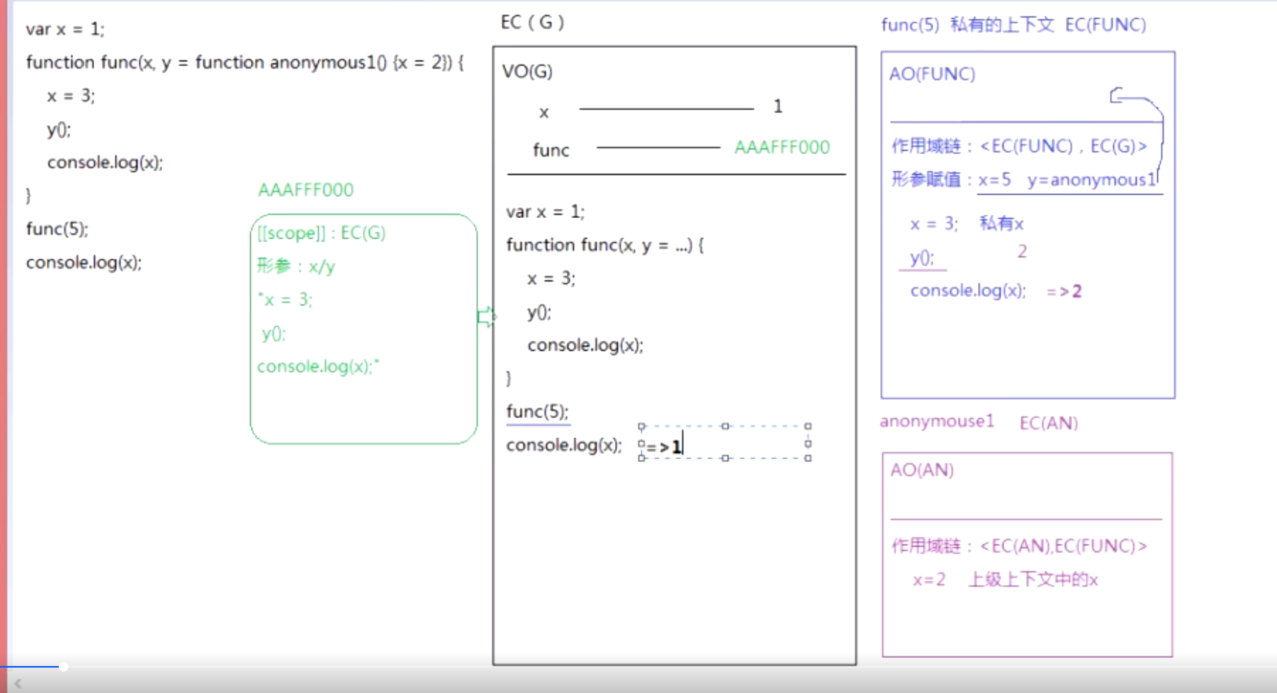 var x = 1;
function func(x, y = function anonymous1() {x = 2}) {
x = 3;
y();
console.log(x);
}
func(5);
console.log(x);
AAAFFF000
[[scope]] : EC(G)
形参 : x/y
"x = 3;
y();
console.log(x);"
EC ( G )
VO(G)
x 1
func AAAFFF000
var x = 1;
function func(x, y = ...) {
x = 3;
y();
console.log(x);
}
func(5);
console.log(x); =>1
func(5) 私有的上下文 EC(FUNC)
AO(FUNC)
作用域链 : <EC(FUNC) , EC(G)>
形参赋值 : x=5 y=anonymous1
x = 3; 私有x
y(); 2
console.log(x); =>2
anonymouse1 EC(AN)
AO(AN)
作用域链 : <EC(AN),EC(FUNC)>
x=2 上级上下文中的x